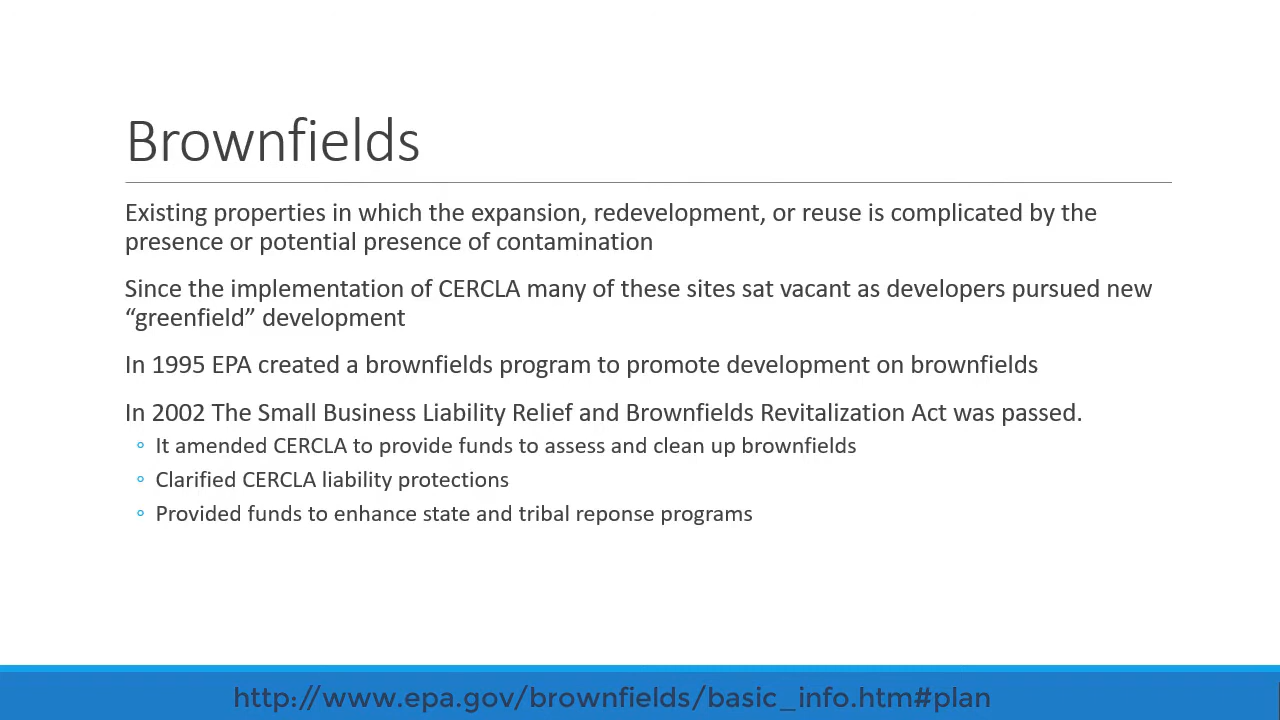 Brownfields
Existing properties in which the expansion, redevelopment, or reuse is complicated by the
presence or potential presence of contamination
Since the implementation of CERCLA many of these sites sat vacant as developers pursued new
“greenfield” development
In 1995 EPA created a brownfields program to promote development on brownfields
In 2002 The Small Business Liability Relief and Brownfields Revitalization Act was passed.
◦ It amended CERCLA to provide funds to assess and clean up brownfields
◦ Clarified CERCLA liability protections
◦ Provided funds to enhance state and tribal reponse programs
http://www.epa.gov/brownfields/basic_info.htm#plan